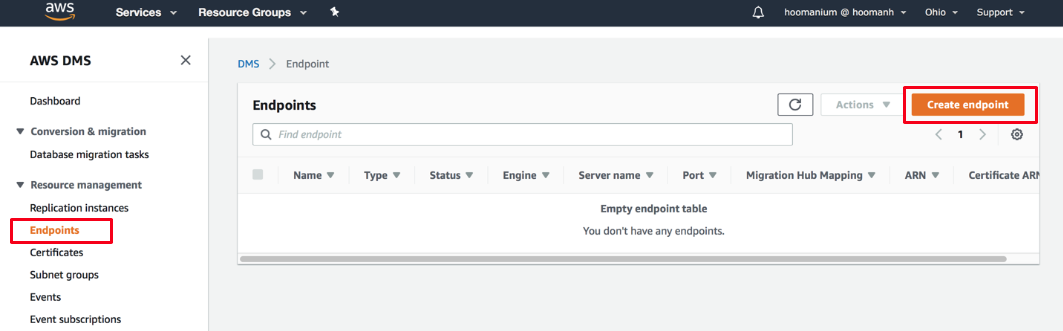 aws Services Resource Groups hoomanium @ hoomanh Ohio Support
AWS DMS
Dashboard
Conversion & migration
Database migration tasks
Resource management
Replication instances
Endpoints
Certificates
Subnet groups
Events
Event subscriptions
DMS Endpoint
Endpoints Actions Create endpoint
Find endpoint 1
Name Type Status Engine Server name Port Migration Hub Mapping ARN Certificate ARN
Empty endpoint table
You don't have any endpoints.